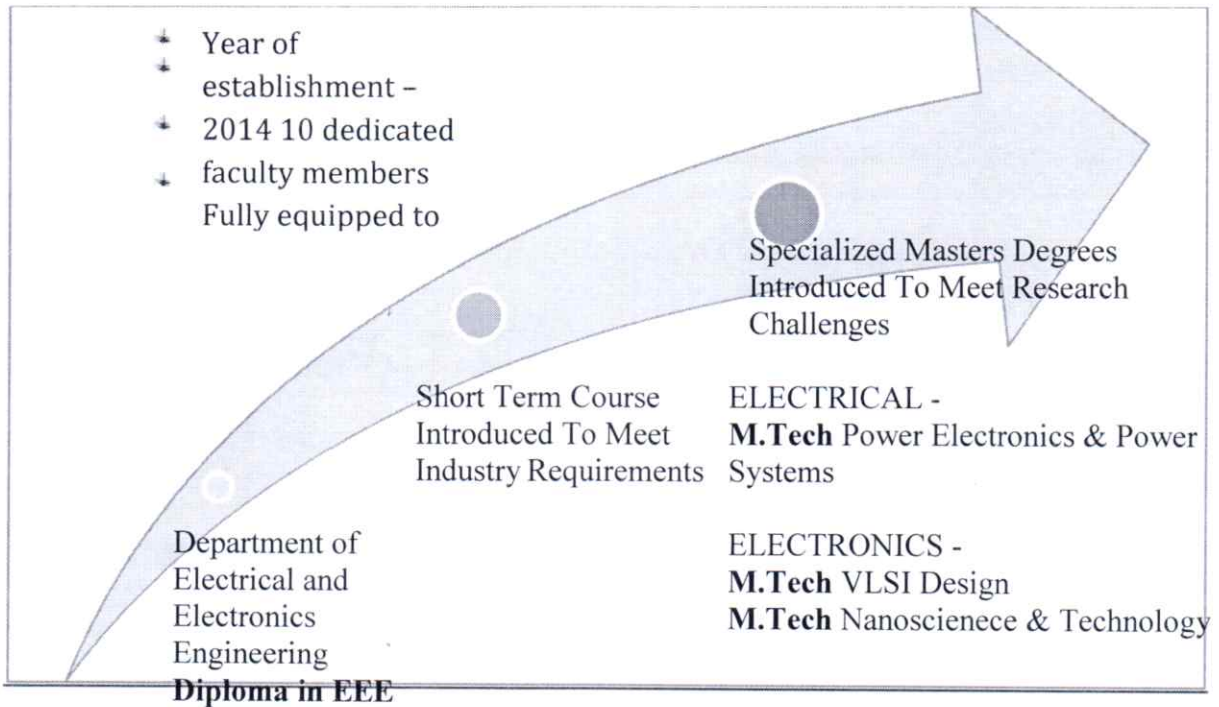 Year of
establishment –
2014 10 dedicated
faculty members
Fully equipped to
Specialized Masters Degrees
Introduced To Meet Research
Challenges
Short Term Course
Introduced To Meet
Industry Requirements
ELECTRICAL -
M.Tech Power Electronics & Power
Systems
Department of
Electrical and
Electronics
Engineering
Diploma in EEE
ELECTRONICS -
M.Tech VLSI Design
M.Tech Nanoscienece & Technology